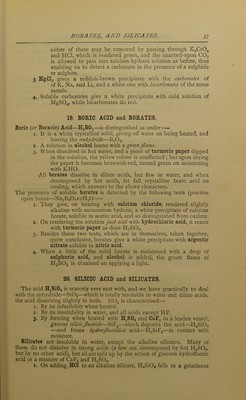 BORATES, AND SILICATES. 57
either of these may be removed by passing through K₂CrO₄
and HCl, which is rendered green, and the unacted-upon CO₂
is allowed to pass into calcium hydrate solution as before, thus
enabling us to detect a carbonate in the presence of a sulphide
or sulphite.
3. HgCl₂ gives a reddish-brown precipitate with the carbonates of
of K, Na, and Li, and a white one with bicarbonates of the same
metals.
4. Soluble carbonates give a white precipitate with cold solution of
MgSO₄, while bicarbonates do not.
19. BORIC ACID and BORATES.
Boric (or Boracic) Acid—H₃BO₃—is distinguished as under:—
1. It is a white crystalline solid, giving off water on being heated, and
leaving the anhydride—B₂O₃.
2. A solution in alcohol burns with a green flame.
3. When dissolved in hot water, and a piece of turmeric paper dipped
in the solution, the yellow colour is unaffected; but upon drying
the paper it becomes brownish-red, turned green on moistening
with KHO.
All borates dissolve in dilute acids, but few in water, and when
decomposed by hot acids, let fall crystalline boric acid on
cooling, which answers to the above characters.
The presence of soluble borates is detected by the following tests (practise
upon borax—Na₂B₄O₇10H₂O):—
1. They give, on heating with calcium chloride, rendered slightly
alkaline with ammonium hydrate, a white precipitate of calcium
borate, soluble in acetic acid, and so distinguished from oxalate.
2. On rendering the solution just acid with hydrochloric acid, it reacts
with turmeric paper as does H₃BO₃.
3. Besides these two tests, which are in themselves, taken together,
quite conclusive, borates give a white precipitate with argentic
nitrate soluble in nitric acid.
4. When a little of the solid borate is moistened with a drop of
sulphuric acid, and alcohol is added, the green flame of
H₃BO₃ is obtained on applying a light.
20. SILICIC ACID and SILICATES.
The acid H₄SiO₄ is scarcely ever met with, and we have practically to deal
with the anhydride—SiO₂—which is totally insoluble in water and dilute acids,
the acid dissolving slightly in both. SiO₂ is characterised—
1. By its infusibility when heated.
2. By its insolubility in water, and all acids except HF.
3. By forming when heated with H₂SO₄ and CaF₂ in a leaden vessel,
gaseous silicic fluoride—SiF₄—which deposits the acid—H₄SiO₄
—and forms hydrofluosilicic acid—H₂SiF₆—in contact with
moisture.
Silicates are insoluble in water, except the alkaline silicates. Many of
them do not dissolve in strong acids (a few are decomposed by hot H₂SO₄,
but by no other acid), but all are split up by the action of gaseous hydrofluoric
acid or a mixture of CaF₂ and H₂SO₄.
1. On adding HCl to an alkaline silicate, H₄SiO₄ falls as a gelatinous